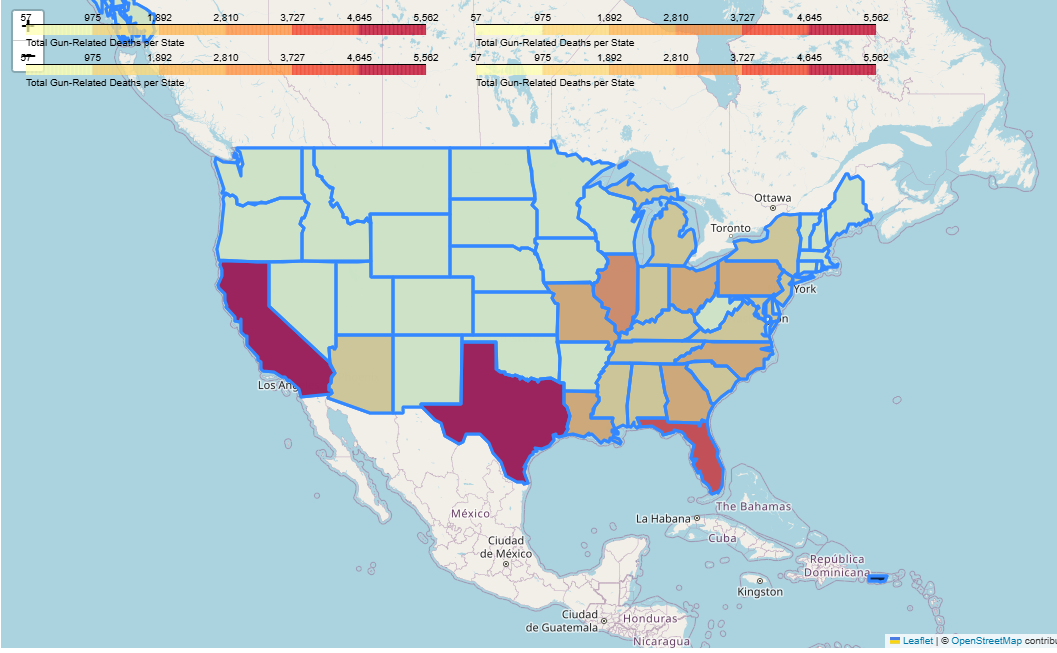 57 975 1,892 2,810 3,727 4,645 5,562
Total Gun-Related Deaths per State
57 975 1,892 2,810 3,727 4,645 5,562
Total Gun-Related Deaths per State
57 975 1,892 2,810 3,727 4,645 5,562
Total Gun-Related Deaths per State
57 975 1,892 2,810 3,727 4,645 5,562
Total Gun-Related Deaths per State
Ottawa
Toronto
York
on
Los Ang
The Bahamas
México
La Habana
Cuba
Ciudad
de México
República
Dominicana
Kingston
Ciudad
de Guatemala
Honduras
Nicaragua
Leaflet | © OpenStreetMap contribu